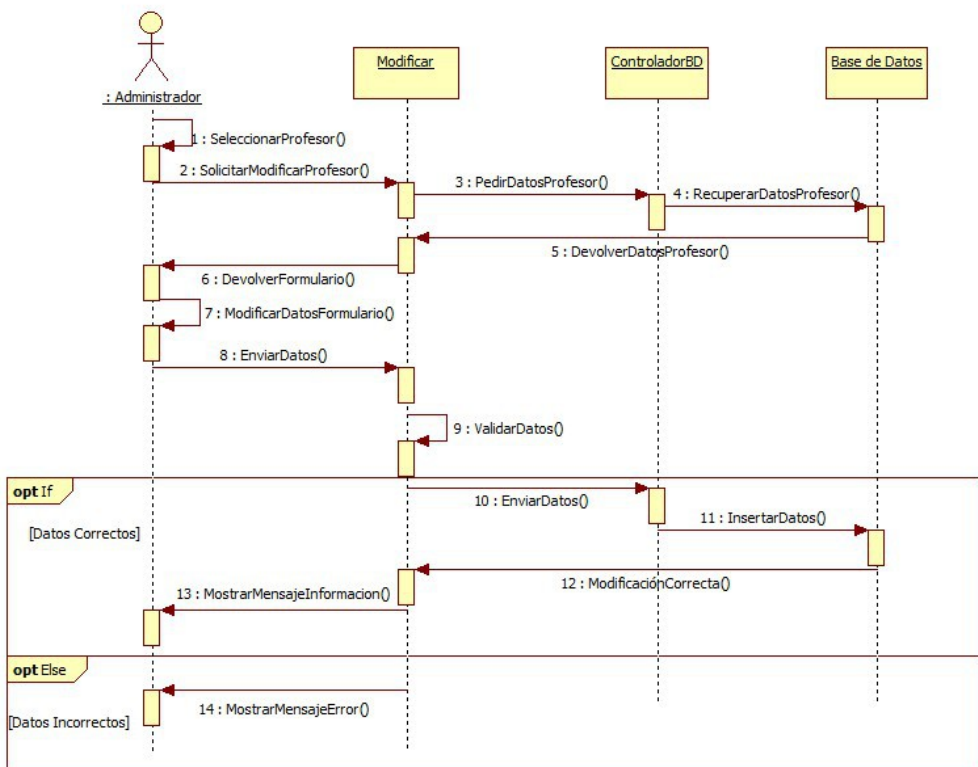 : Administrador
Modificar
ControladorBD
Base de Datos
1 : SeleccionarProfesor()
2 : SolicitarModificarProfesor()
3 : PedirDatosProfesor()
4 : RecuperarDatosProfesor()
5 : DevolverDatosProfesor()
6 : DevolverFormulario()
7 : ModificarDatosFormulario()
8 : EnviarDatos()
9 : ValidarDatos()
opt If
[Datos Correctos]
10 : EnviarDatos()
11 : InsertarDatos()
12 : ModificaciónCorrecta()
13 : MostrarMensajeInformacion()
opt Else
[Datos Incorrectos]
14 : MostrarMensajeError()